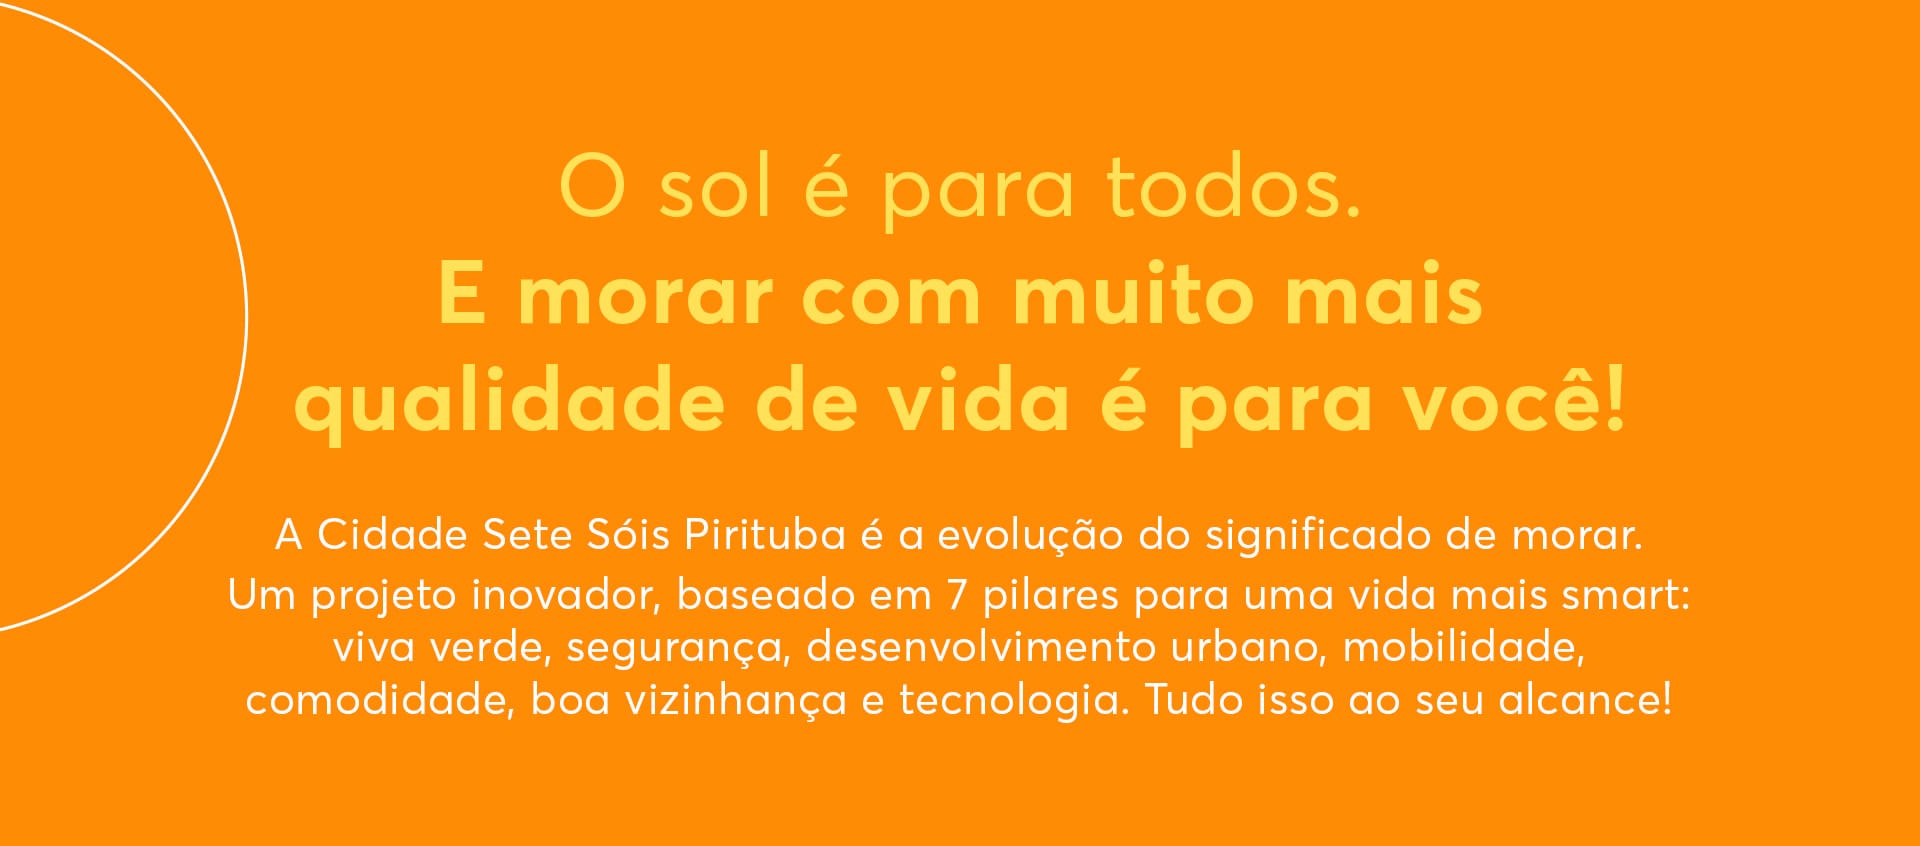 O sol é para todos.
E morar com muito mais
qualidade de vida é para você!
A Cidade Sete Sóis Pirituba é a evolução do significado de morar.
Um projeto inovador, baseado em 7 pilares para uma vida mais smart:
viva verde, segurança, desenvolvimento urbano, mobilidade,
comodidade, boa vizinhança e tecnologia. Tudo isso ao seu alcance!